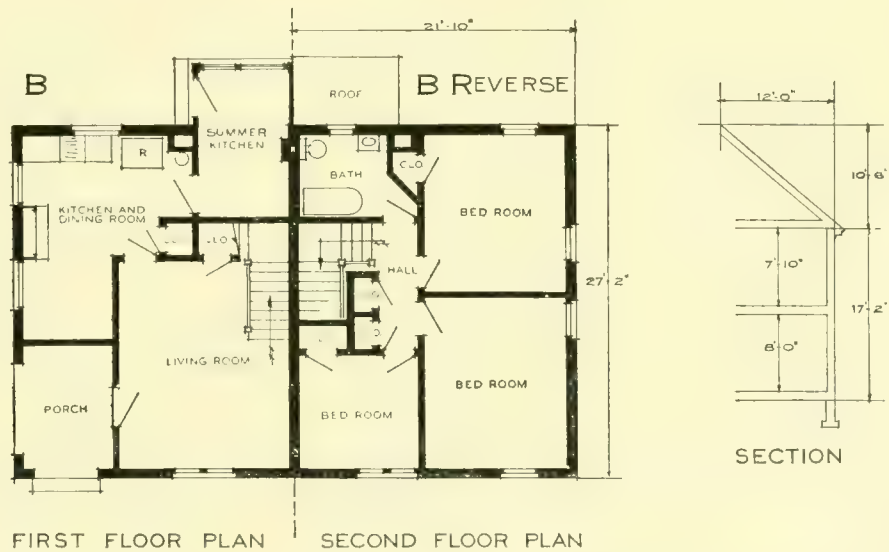 21'-10"
B
B REVERSE
ROOF
12'-0"
SUMMER
KITCHEN
R
BATH
CLO
10'-6"
KITCHEN AND
DINING ROOM
BED ROOM
CLO
HALL
7'-10"
27'-2"
17'-2"
LIVING ROOM
8'-0"
PORCH
BED ROOM
BED ROOM
SECTION
FIRST FLOOR PLAN
SECOND FLOOR PLAN